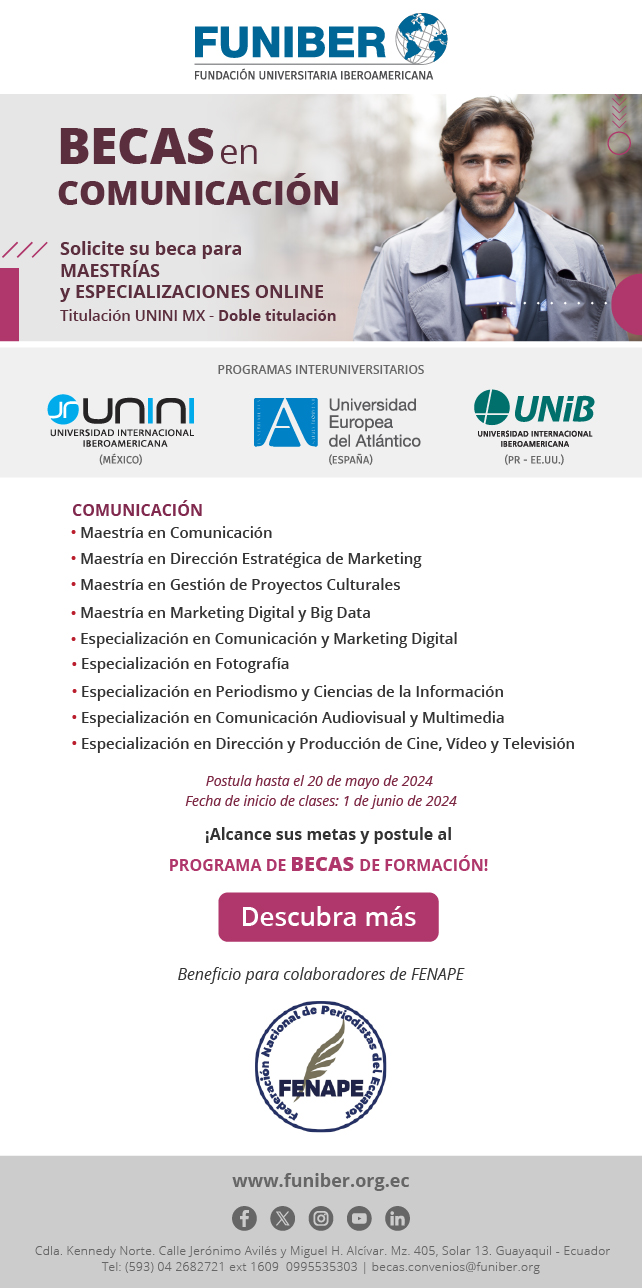 FUNIBER
FUNDACIÓN UNIVERSITARIA IBEROAMERICANA
BECAS en
COMUNICACIÓN
Solicite su beca para
MAESTRÍAS
y ESPECIALIZACIONES ONLINE
Titulación UNINI MX - Doble titulación
PROGRAMAS INTERUNIVERSITARIOS
unini
UNIVERSIDAD INTERNACIONAL
IBEROAMERICANA
(MÉXICO)
Universidad
Europea
del Atlántico
(ESPAÑA)
UNiB
UNIVERSIDAD INTERNACIONAL
IBEROAMERICANA
(PR - EE.UU.)
COMUNICACIÓN
• Maestría en Comunicación
• Maestría en Dirección Estratégica de Marketing
• Maestría en Gestión de Proyectos Culturales
• Maestría en Marketing Digital y Big Data
• Especialización en Comunicación y Marketing Digital
• Especialización en Fotografía
• Especialización en Periodismo y Ciencias de la Información
• Especialización en Comunicación Audiovisual y Multimedia
• Especialización en Dirección y Producción de Cine, Vídeo y Televisión
Postula hasta el 20 de mayo de 2024
Fecha de inicio de clases: 1 de junio de 2024
¡Alcance sus metas y postule al
PROGRAMA DE BECAS DE FORMACIÓN!
Descubra más
Beneficio para colaboradores de FENAPE
Federación Nacional de Periodistas del Ecuador
FENAPE
www.funiber.org.ec
Cdla. Kennedy Norte. Calle Jerónimo Avilés y Miguel H. Alcívar. Mz. 405, Solar 13. Guayaquil - Ecuador
Tel: (593) 04 2682721 ext 1609 0995535303 | becas.convenios@funiber.org